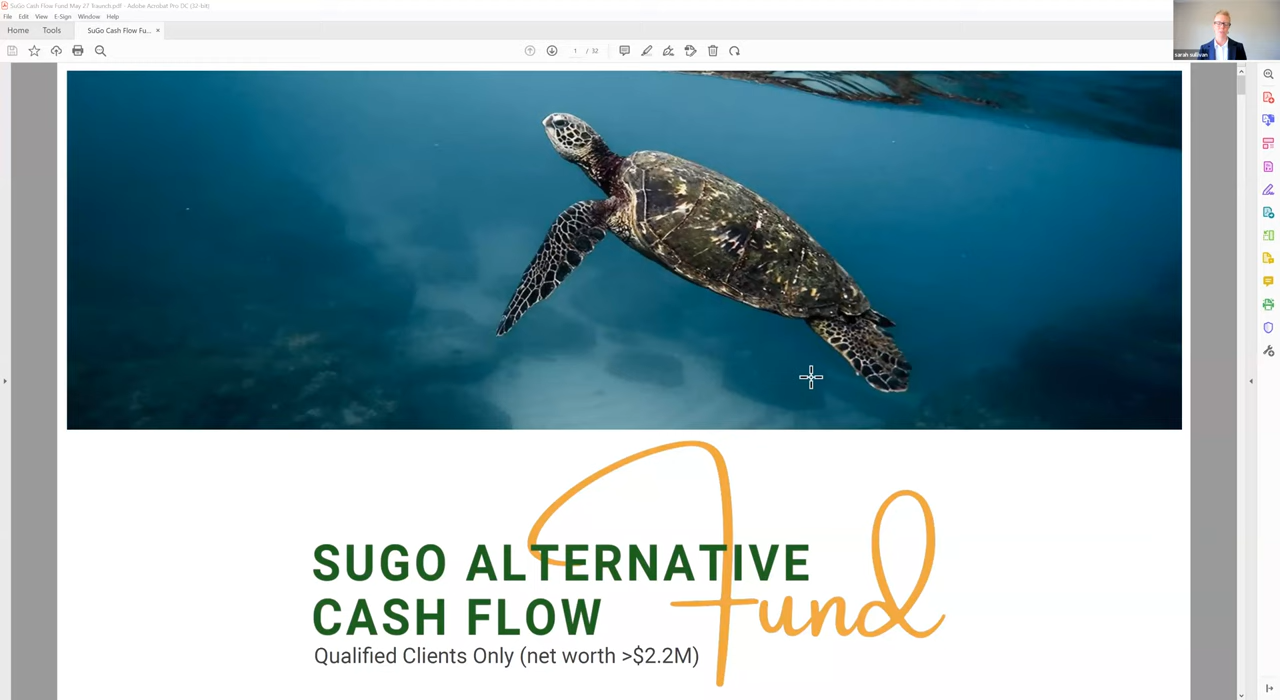 SuGo Cash Flow Fund May 27 Traunch.pdf - Adobe Acrobat Pro DC (32-bit)
File Edit View E-Sign Window Help
Home Tools SuGo Cash Flow Fu... ×
1 / 32
sarah sullivan
SUGO ALTERNATIVE
CASH FLOW Fund
Qualified Clients Only (net worth >$2.2M)